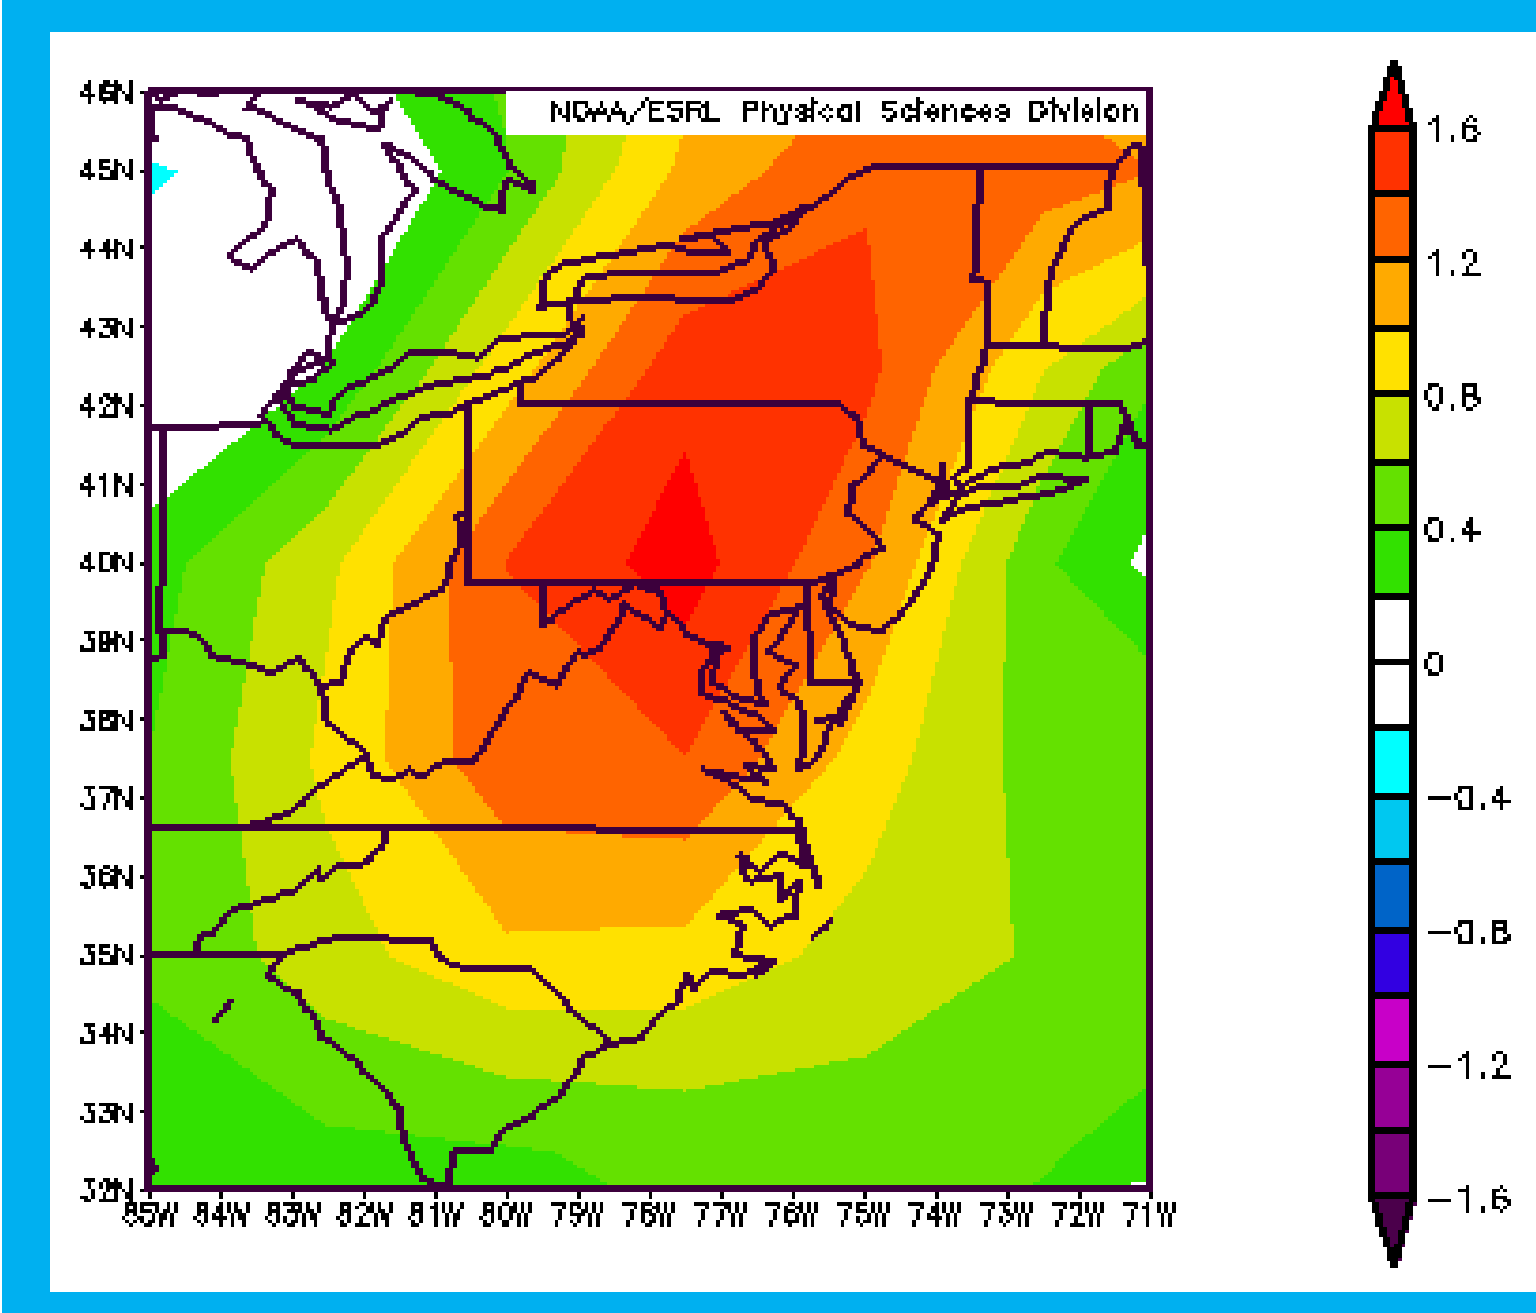 NOAA/ESRL Physical Sciences Division
46N
45N
44N
43N
42N
41N
40N
39N
38N
37N
36N
35N
34N
33N
32N
85W 84W 83W 82W 81W 80W 79W 78W 77W 76W 75W 74W 73W 72W 71W
1.6
1.2
0.8
0.4
0
-0.4
-0.8
-1.2
-1.6